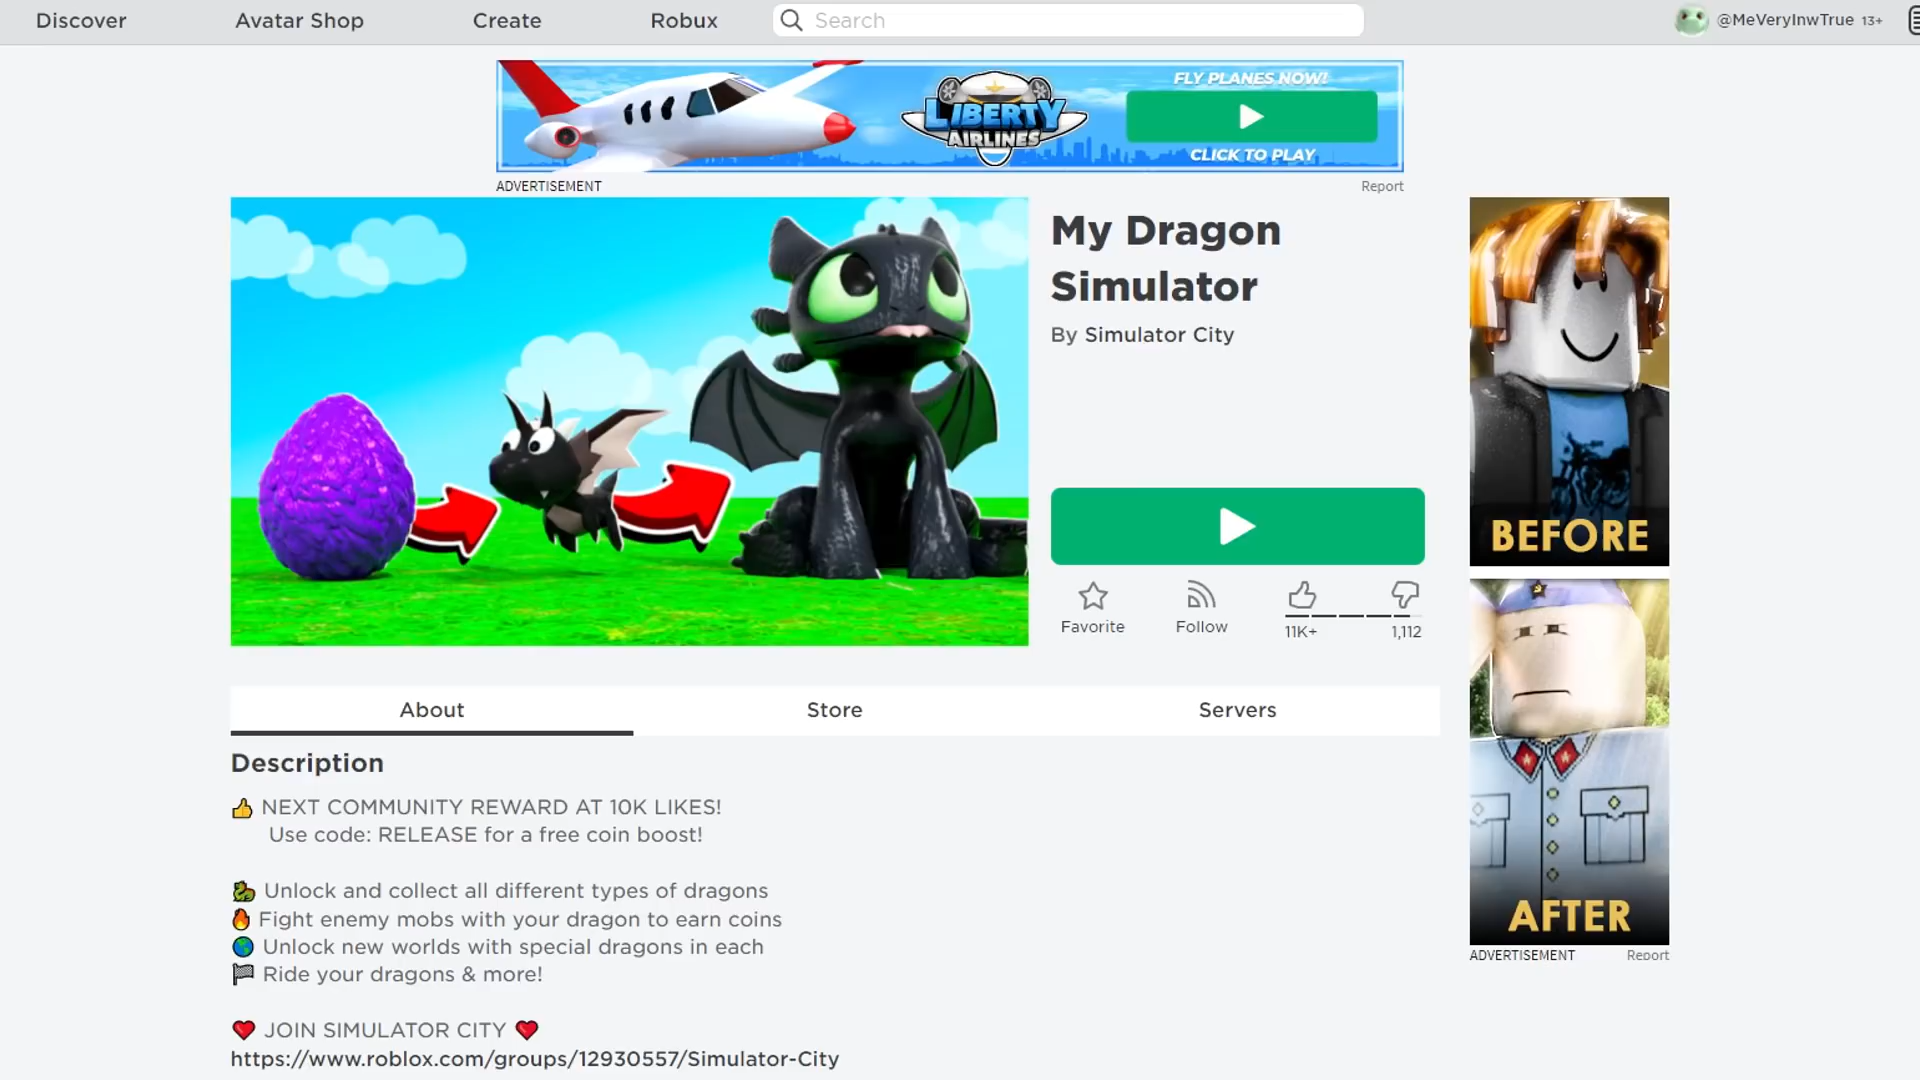 Discover
Avatar Shop
Create
Robux
Search
@MeVeryInwTrue 13+
FLY PLANES NOW!
LIBERTY
AIRLINES
CLICK TO PLAY
ADVERTISEMENT
Report
My Dragon
Simulator
By Simulator City
Favorite
Follow
11K+
1,112
BEFORE
AFTER
ADVERTISEMENT
Report
About
Store
Servers
Description
👍 NEXT COMMUNITY REWARD AT 10K LIKES!
Use code: RELEASE for a free coin boost!
🐉 Unlock and collect all different types of dragons
🔥 Fight enemy mobs with your dragon to earn coins
🌎 Unlock new worlds with special dragons in each
🏁 Ride your dragons & more!
❤️ JOIN SIMULATOR CITY ❤️
https://www.roblox.com/groups/12930557/Simulator-City